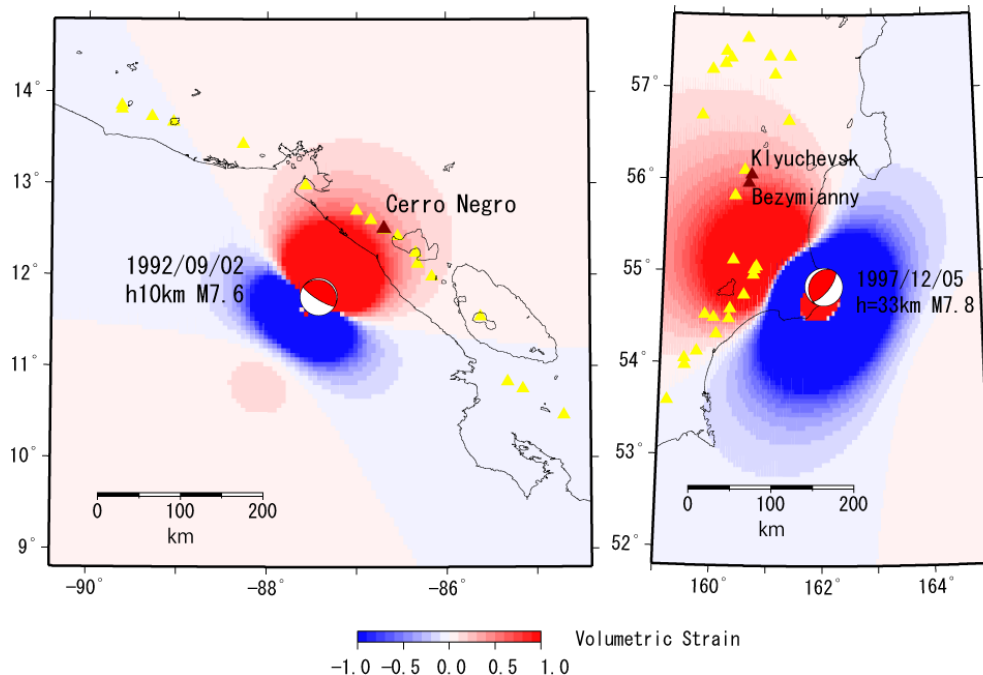 14°
13°
12°
11°
10°
9°
-90°
-88°
-86°
Cerro Negro
1992/09/02
h10km M7.6
0
100
200
km
57°
56°
55°
54°
53°
52°
160°
162°
164°
Klyuchevsk
Bezymianny
1997/12/05
h=33km M7.8
0
100
200
km
Volumetric Strain
-1.0 -0.5 0.0 0.5 1.0